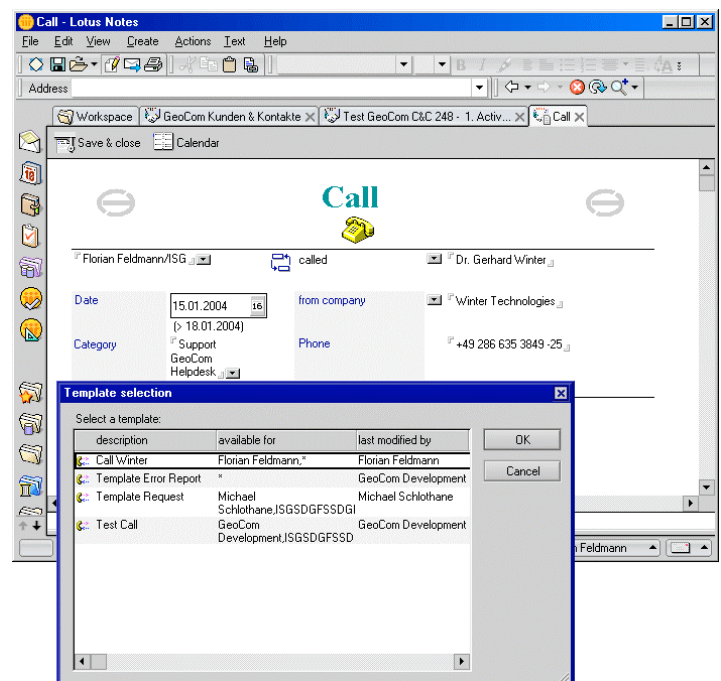 Call - Lotus Notes
File Edit View Create Actions Text Help
B I
Address
Workspace GeoCom Kunden & Kontakte Test GeoCom C&C 248 - 1. Activ... Call
Save & close Calendar
18
Call
Florian Feldmann/ISG called Dr. Gerhard Winter
Date 15.01.2004 16 from company Winter Technologies
(> 18.01.2004)
Category Support Phone +49 286 635 3849 -25
GeoCom
Helpdesk
Template selection
Select a template:
description available for last modified by OK
Call Winter Florian Feldmann,* Florian Feldmann
Template Error Report * GeoCom Development Cancel
Template Request Michael Michael Schlothane
Schlothane,ISGSDGFSSDGI
Test Call GeoCom GeoCom Development
Development,ISGSDGFSSD
n Feldmann